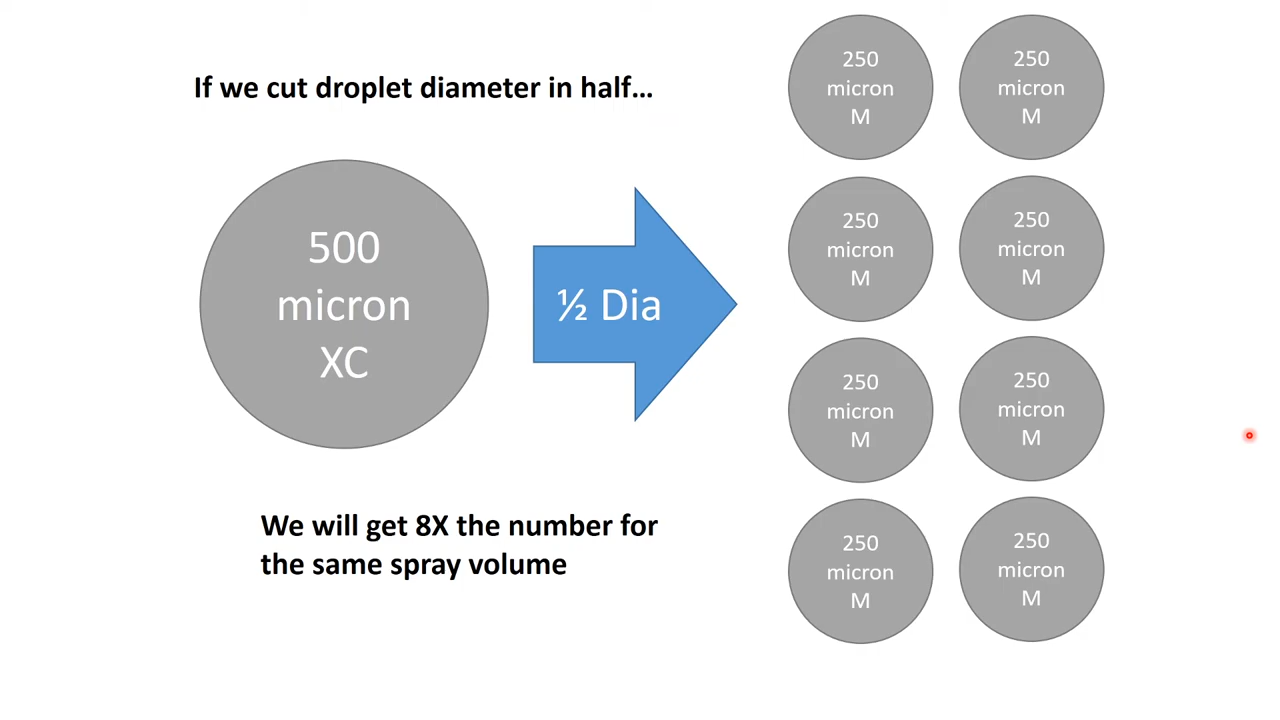 If we cut droplet diameter in half…
500
micron
XC
½ Dia
We will get 8X the number for
the same spray volume
250
micron
M
250
micron
M
250
micron
M
250
micron
M
250
micron
M
250
micron
M
250
micron
M
250
micron
M